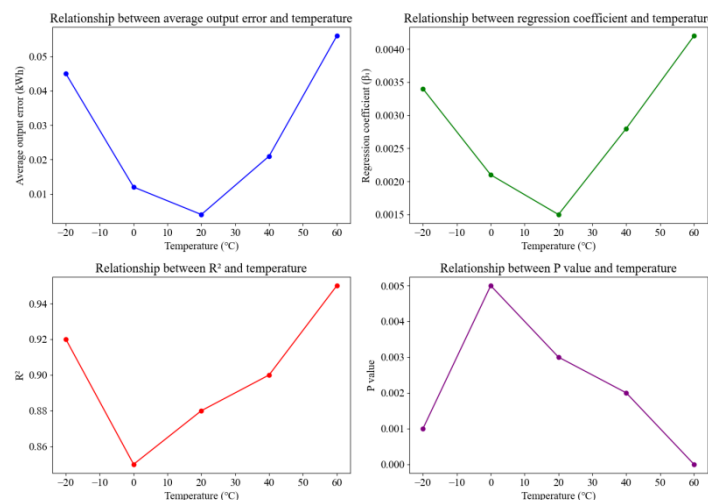 Relationship between average output error and temperature
Average output error (kWh)
0.05
0.04
0.03
0.02
0.01
−20 −10 0 10 20 30 40 50 60
Temperature (℃)
Relationship between regression coefficient and temperature
Regression coefficient (β₁)
0.0040
0.0035
0.0030
0.0025
0.0020
0.0015
−20 −10 0 10 20 30 40 50 60
Temperature (℃)
Relationship between R² and temperature
R²
0.94
0.92
0.90
0.88
0.86
−20 −10 0 10 20 30 40 50 60
Temperature (℃)
Relationship between P value and temperature
P value
0.005
0.004
0.003
0.002
0.001
0.000
−20 −10 0 10 20 30 40 50 60
Temperature (℃)